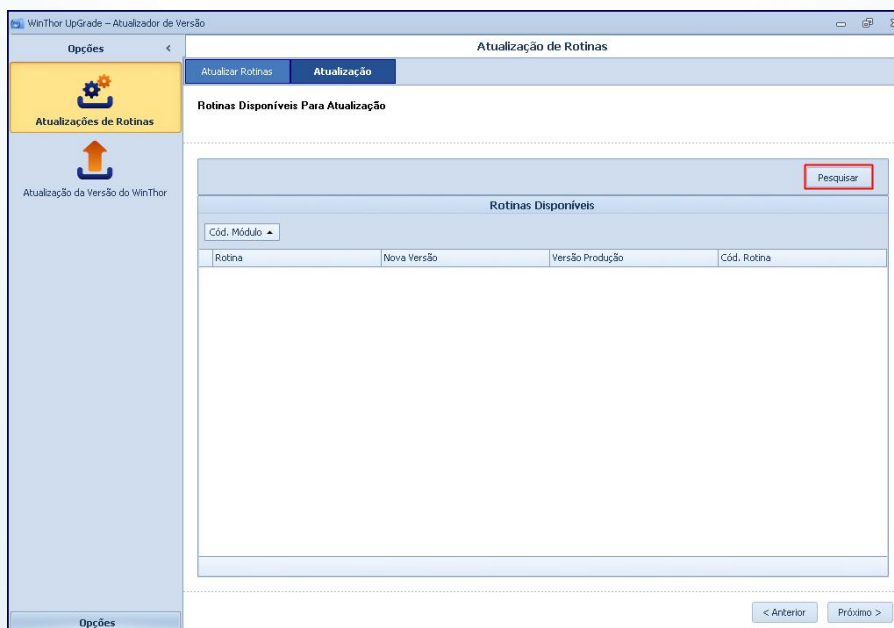 WinThor UpGrade – Atualizador de Versão
Opções <
Atualização de Rotinas
Atualizar Rotinas Atualização
Atualizações de Rotinas
Rotinas Disponíveis Para Atualização
Atualização da Versão do WinThor
Pesquisar
Rotinas Disponíveis
Cód. Módulo
Rotina Nova Versão Versão Produção Cód. Rotina
< Anterior Próximo >
Opções